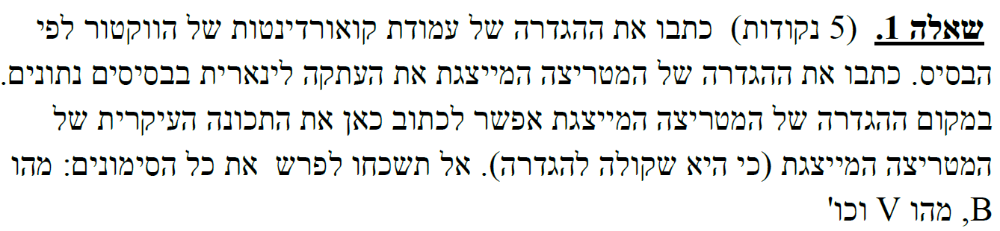 שאלה 1. (5 נקודות) כתבו את ההגדרה של עמודת קואורדינטות של הווקטור לפי
הבסיס. כתבו את ההגדרה של המטריצה המייצגת את העתקה לינארית בבסיסים נתונים.
במקום ההגדרה של המטריצה המייצגת אפשר לכתוב כאן את התכונה העיקרית של
המטריצה המייצגת (כי היא שקולה להגדרה). אל תשכחו לפרש את כל הסימונים: מהו
B, מהו V וכו'